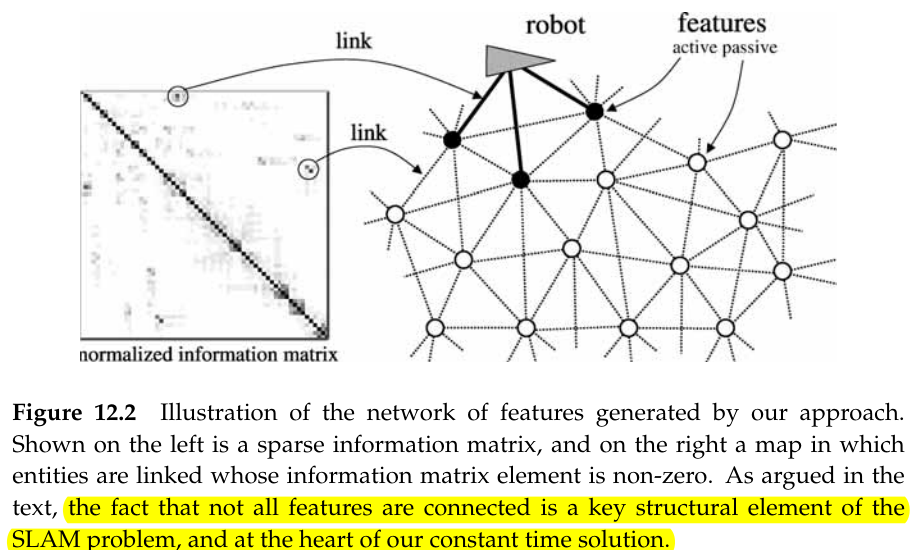 robot
features
active passive
link
link
normalized information matrix
Figure 12.2 Illustration of the network of features generated by our approach.
Shown on the left is a sparse information matrix, and on the right a map in which
entities are linked whose information matrix element is non-zero. As argued in the
text, the fact that not all features are connected is a key structural element of the
SLAM problem, and at the heart of our constant time solution.